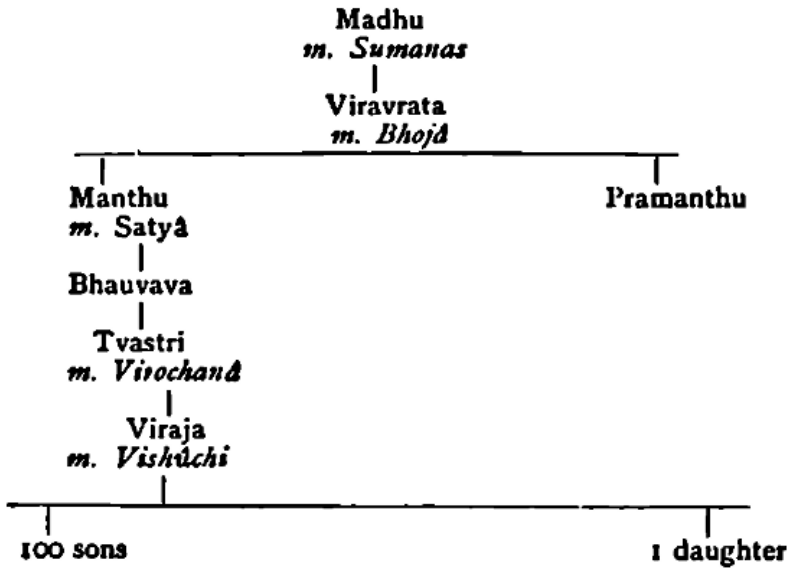 Madhu
m. Sumanas
Viravrata
m. Bhojâ
Manthu Pramanthu
m. Satyâ
Bhauvava
Tvastri
m. Virochanâ
Viraja
m. Vishûchi
100 sons 1 daughter